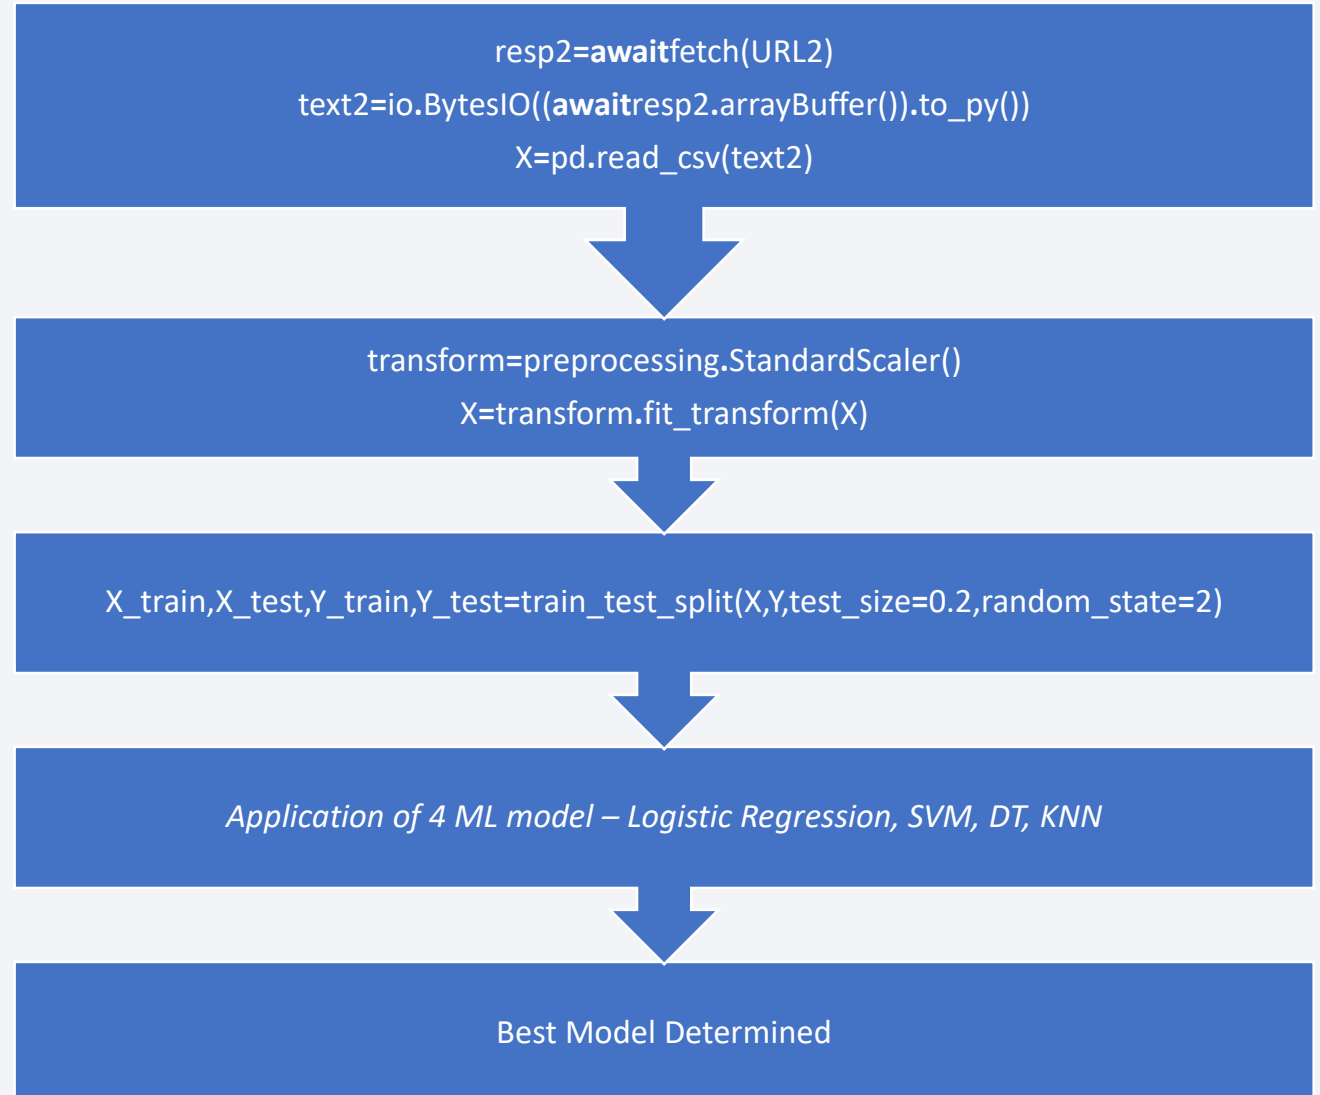 resp2=awaitfetch(URL2)
text2=io.BytesIO((awaitresp2.arrayBuffer()).to_py())
X=pd.read_csv(text2)
transform=preprocessing.StandardScaler()
X=transform.fit_transform(X)
X_train,X_test,Y_train,Y_test=train_test_split(X,Y,test_size=0.2,random_state=2)
Application of 4 ML model – Logistic Regression, SVM, DT, KNN
Best Model Determined